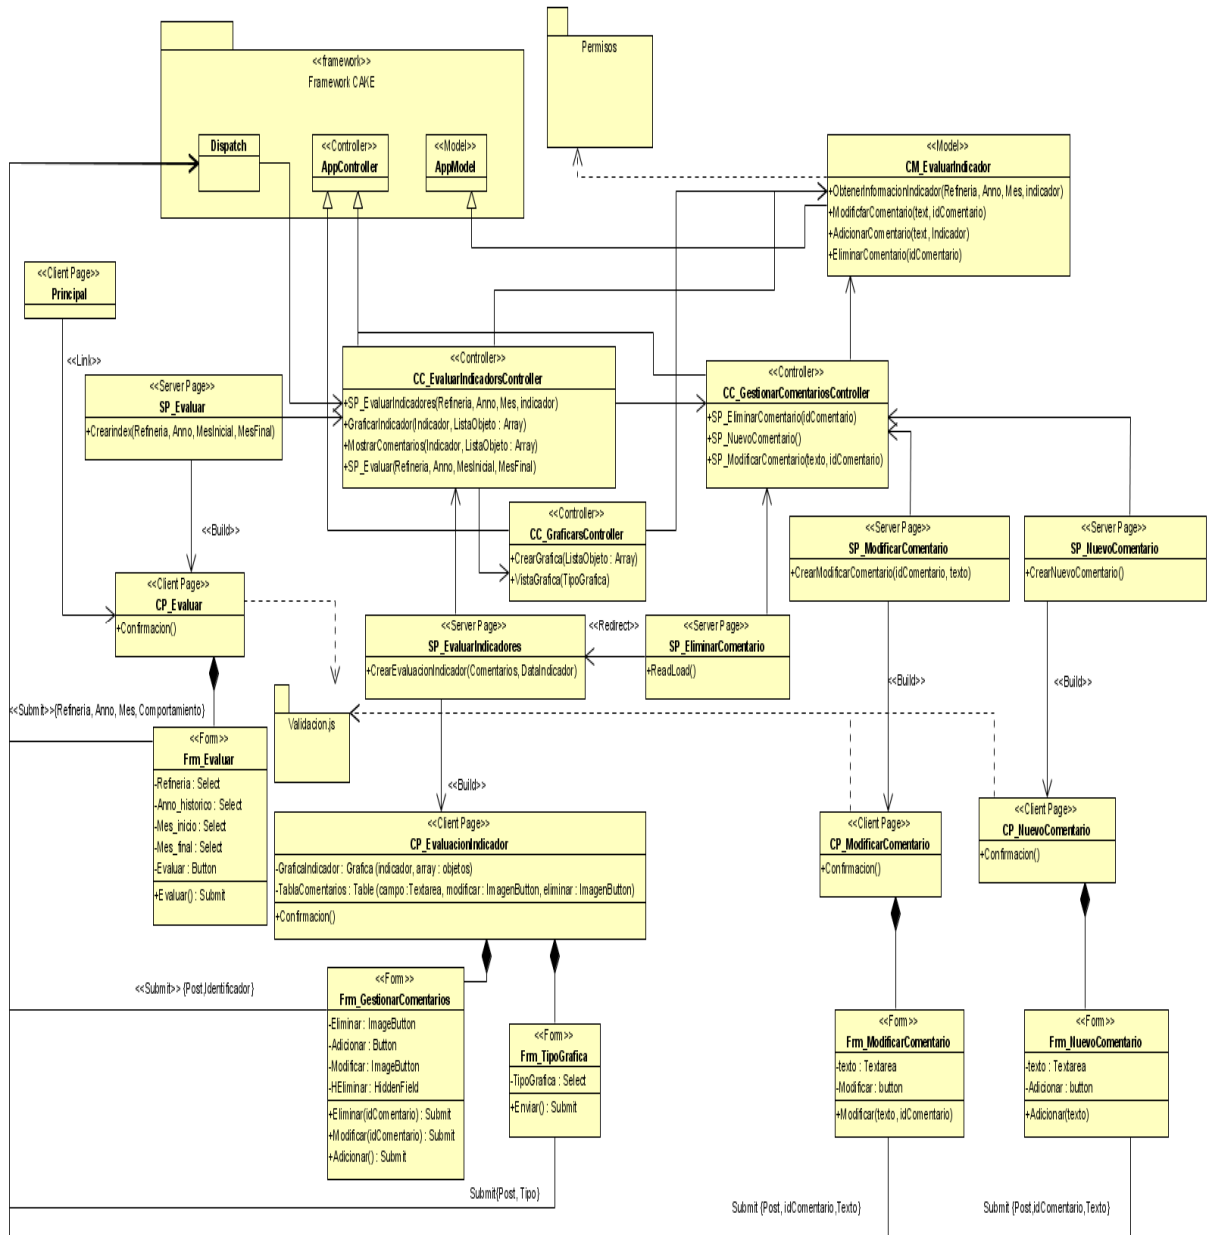 <<framework>>
Framework CAKE
Permisos
Dispatch
<<Controller>>
AppController
<<Model>>
AppModel
<<Model>>
CM_EvaluarIndicador
+ObtenerInformacionIndicador(Refineria, Anno, Mes, indicador)
+ModificfarComentario(text, idComentario)
+AdicionarComentario(text, Indicador)
+EliminarComentario(idComentario)
<<Client Page>>
Principal
<<Link>>
<<Server Page>>
SP_Evaluar
+Crearindex(Refineria, Anno, MesInicial, MesFinal)
<<Controller>>
CC_EvaluarIndicadorsController
+SP_EvaluarIndicadores(Refineria, Anno, Mes, indicador)
+GraficarIndicador(Indicador, ListaObjeto : Array)
+MostrarComentarios(Indicador, ListaObjeto : Array)
+SP_Evaluar(Refineria, Anno, MesInicial, MesFinal)
<<Controller>>
CC_GestionarComentariosController
+SP_EliminarComentario(idComentario)
+SP_NuevoComentario()
+SP_ModificarComentario(texto, idComentario)
<<Build>>
<<Controller>>
CC_GraficarsController
+CrearGrafica(ListaObjeto : Array)
+VistaGrafica(TipoGrafica)
<<Server Page>>
SP_ModificarComentario
+CrearModificarComentario(idComentario, texto)
<<Server Page>>
SP_NuevoComentario
+CrearNuevoComentario()
<<Client Page>>
CP_Evaluar
+Confirmacion()
<<Server Page>>
SP_EvaluarIndicadores
+CrearEvaluacionIndicador(Comentarios, DataIndicador)
<<Redirect>>
<<Server Page>>
SP_EliminarComentario
+ReadLoad()
<<Build>>
<<Build>>
<<Submit>>{Refineria, Anno, Mes, Comportamiento}
Validacion.js
<<Form>>
Frm_Evaluar
-Refineria : Select
-Anno_historico : Select
-Mes_inicio : Select
-Mes_final : Select
-Evaluar : Button
+Evaluar() : Submit
<<Build>>
<<Client Page>>
CP_EvaluacionIndicador
-GraficaIndicador : Grafica (indicador, array : objetos)
-TablaComentarios : Table (campo :Textarea, modificar : ImagenButton, eliminar : ImagenButton)
+Confirmacion()
<<Client Page>>
CP_ModificarComentario
+Confirmacion()
<<Client Page>>
CP_NuevoComentario
+Confirmacion()
<<Submit>> {Post,Identificador}
<<Form>>
Frm_GestionarComentarios
-Eliminar : ImageButton
-Adicionar : Button
-Modificar : ImageButton
-HEliminar : HiddenField
+Eliminar(idComentario) : Submit
+Modificar(idComentario) : Submit
+Adicionar() : Submit
<<Form>>
Frm_TipoGrafica
-TipoGrafica : Select
+Enviar() : Submit
<<Form>>
Frm_ModificarComentario
-texto : Textarea
-Modificar : button
+Modificar(texto, idComentario)
<<Form>>
Frm_NuevoComentario
-texto : Textarea
-Adicionar : button
+Adicionar(texto)
Submit{Post, Tipo}
Submit {Post, idComentario,Texto}
Submit {Post,idComentario,Texto}